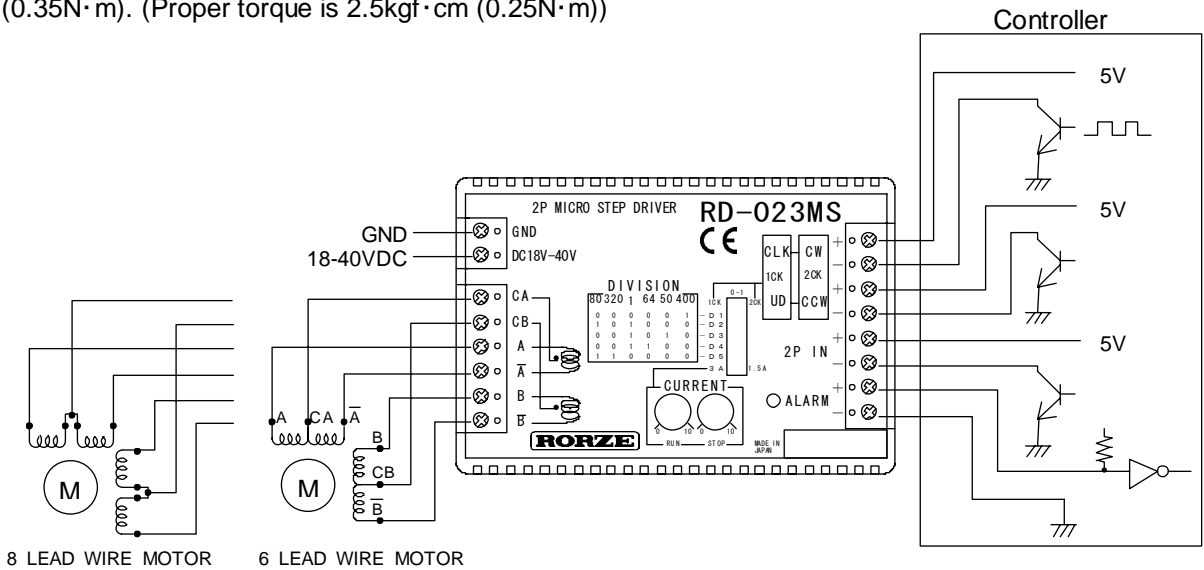 (0.35N·m). (Proper torque is 2.5kgf·cm (0.25N·m))
Controller
5V
5V
5V
GND
18-40VDC
2P MICRO STEP DRIVER
RD-023MS
CE
GND
DC18V-40V
CA
CB
A
A̅
B
B̅
DIVISION
80 320 1 64 50 400
0 0 0 0 0 1 - D1
1 0 1 0 0 0 - D2
0 0 1 0 1 0 - D3
0 0 1 1 0 0 - D4
1 1 0 0 0 0 - D5
0-1
1CK 2CK
3A 1.5A
CLK CW
1CK 2CK
UD CCW
+
-
+
-
2P IN +
-
ALARM +
-
CURRENT
0 10 0 10
RUN STOP
RORZE
MADE IN
JAPAN
A CA A̅
B
CB
B̅
M
M
8 LEAD WIRE MOTOR
6 LEAD WIRE MOTOR